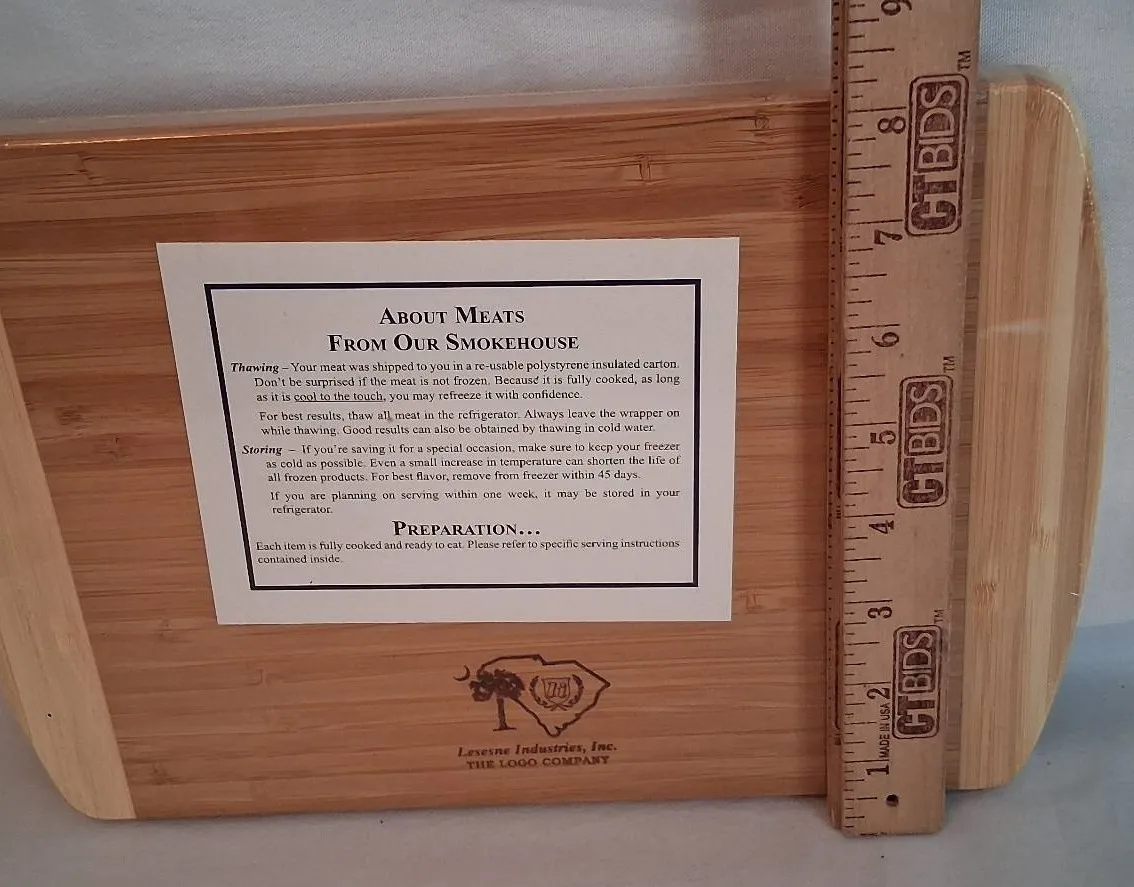 ABOUT MEATS
FROM OUR SMOKEHOUSE
Thawing – Your meat was shipped to you in a re-usable polystyrene insulated carton.
Don't be surprised if the meat is not frozen. Because it is fully cooked, as long
as it is cool to the touch, you may refreeze it with confidence.
For best results, thaw all meat in the refrigerator. Always leave the wrapper on
while thawing. Good results can also be obtained by thawing in cold water.
Storing – If you're saving it for a special occasion, make sure to keep your freezer
as cold as possible. Even a small increase in temperature can shorten the life of
all frozen products. For best flavor, remove from freezer within 45 days.
If you are planning on serving within one week, it may be stored in your
refrigerator.
PREPARATION...
Each item is fully cooked and ready to eat. Please refer to specific serving instructions
contained inside.
Lesesne Industries, Inc.
THE LOGO COMPANY
1 2 3 4 5 6 7 8 9
MADE IN USA
CTBIDS™
CTBIDS™
CTBIDS™